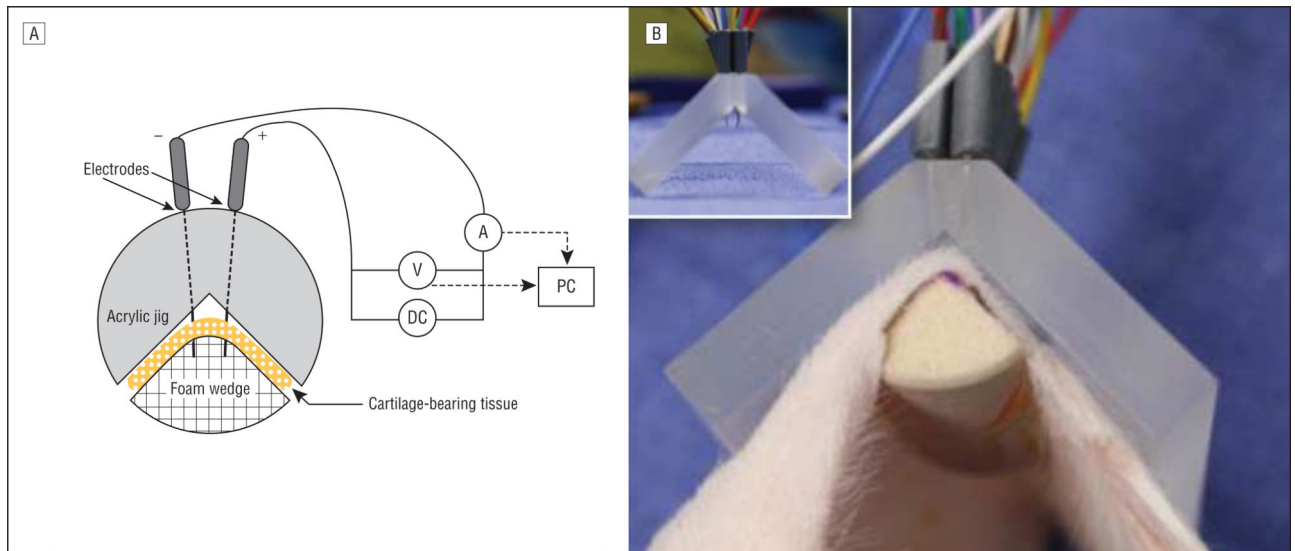 A
−
+
Electrodes
A
V
PC
DC
Acrylic jig
Foam wedge
Cartilage-bearing tissue
B